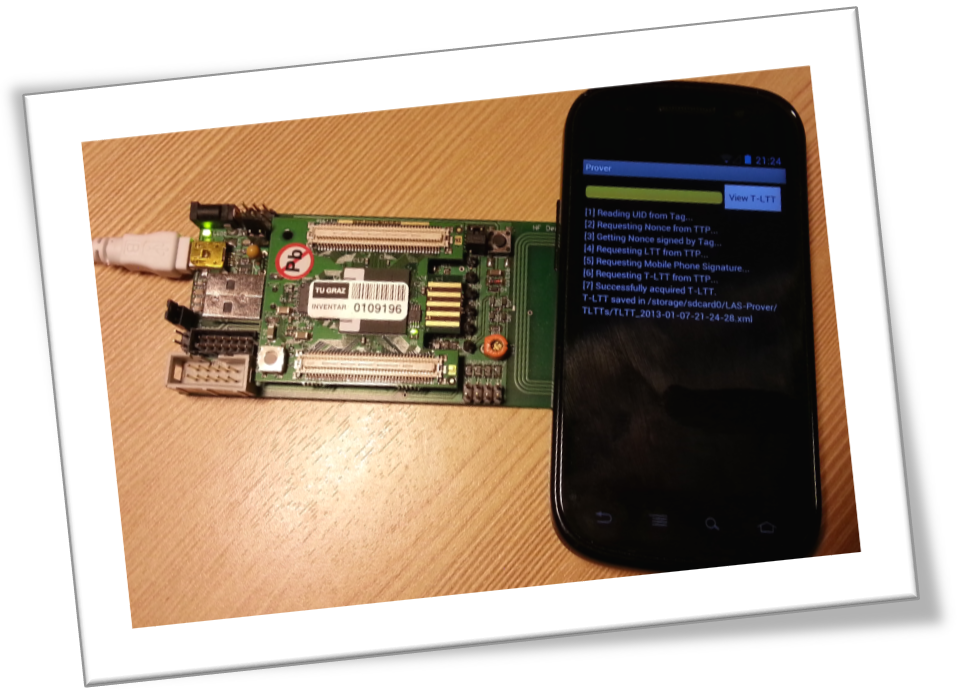 Pb
TU GRAZ
INVENTAR 0109196
HF Dev
21:24
Prover
View T-LTT
[1] Reading UID from Tag...
[2] Requesting Nonce from TTP...
[3] Getting Nonce signed by Tag...
[4] Requesting LTT from TTP...
[5] Requesting Mobile Phone Signature...
[6] Requesting T-LTT from TTP...
[7] Successfully acquired T-LTT.
T-LTT saved in /storage/sdcard0/LAS-Prover/
TLTTs/TLTT_2013-01-07-21-24-28.xml